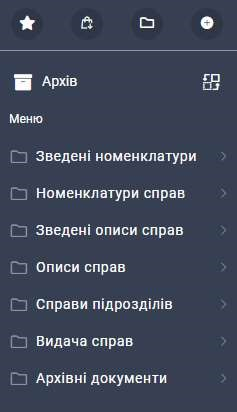 Архів
Меню
Зведені номенклатури
Номенклатури справ
Зведені описи справ
Описи справ
Справи підрозділів
Видача справ
Архівні документи